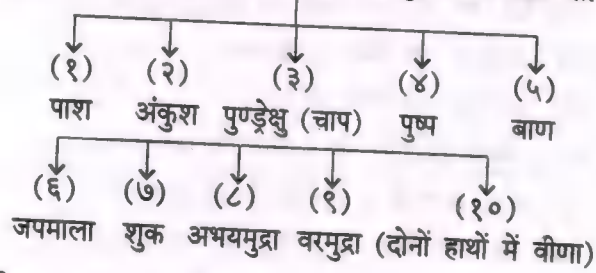 (१) (२) (३) (४) (५)
पाश अंकुश पुण्ड्रेक्षु (चाप) पुष्प बाण
(६) (७) (८) (९) (१०)
जपमाला शुक अभयमुद्रा वरमुद्रा (दोनों हाथों में वीणा)